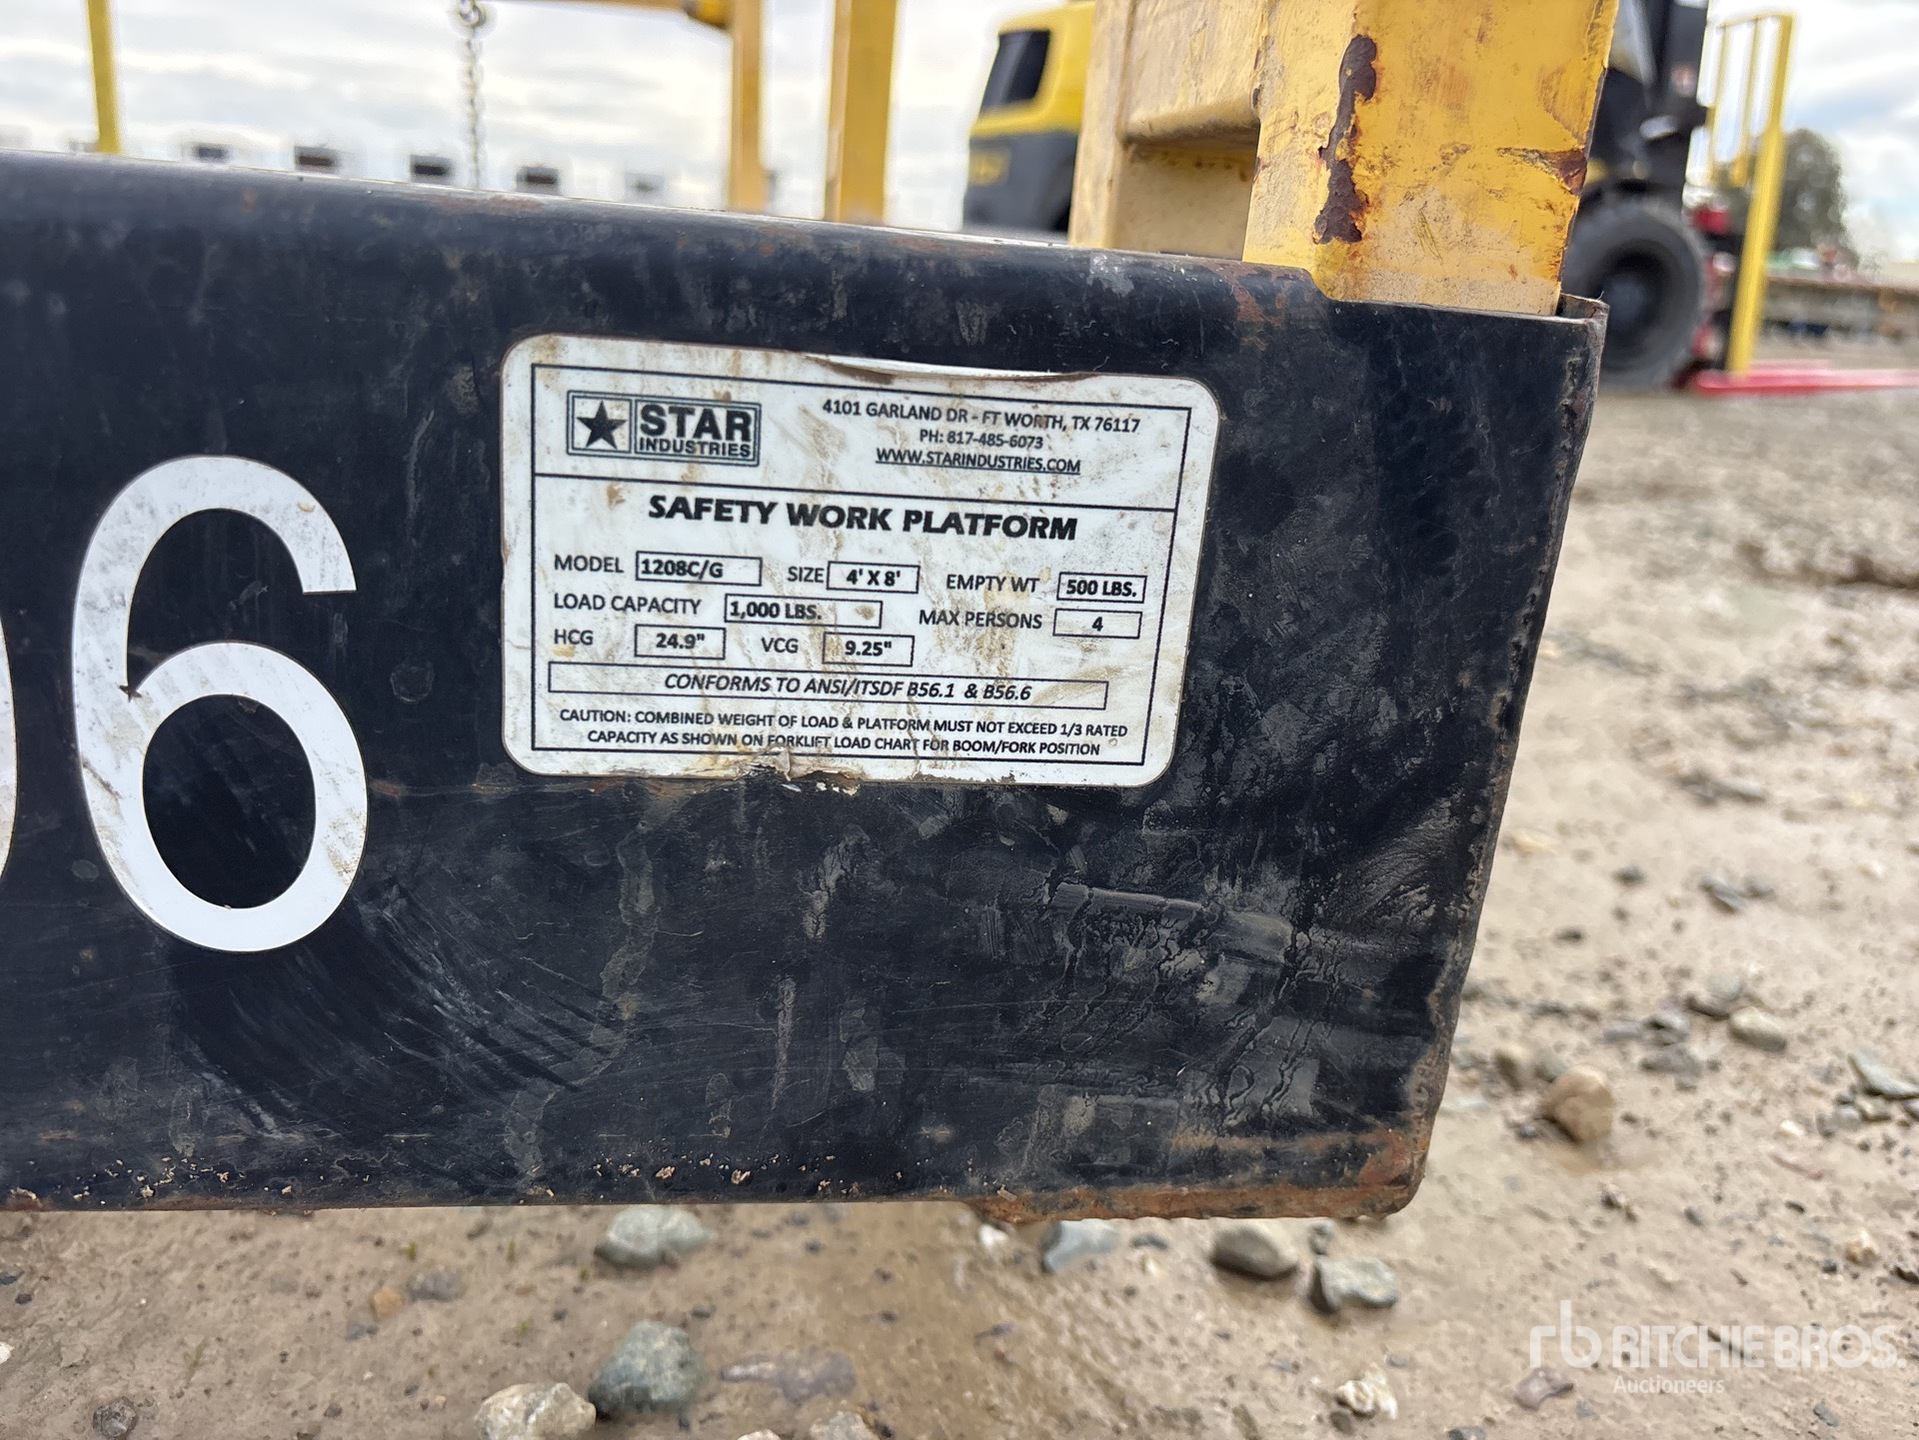 06
STAR
INDUSTRIES
4101 GARLAND DR - FT WORTH, TX 76117
PH: 817-485-6073
WWW.STARINDUSTRIES.COM
SAFETY WORK PLATFORM
MODEL 1208C/G SIZE 4' X 8' EMPTY WT 500 LBS.
LOAD CAPACITY 1,000 LBS. MAX PERSONS 4
HCG 24.9" VCG 9.25"
CONFORMS TO ANSI/ITSDF B56.1 & B56.6
CAUTION: COMBINED WEIGHT OF LOAD & PLATFORM MUST NOT EXCEED 1/3 RATED
CAPACITY AS SHOWN ON FORKLIFT LOAD CHART FOR BOOM/FORK POSITION
rb RITCHIE BROS.
Auctioneers